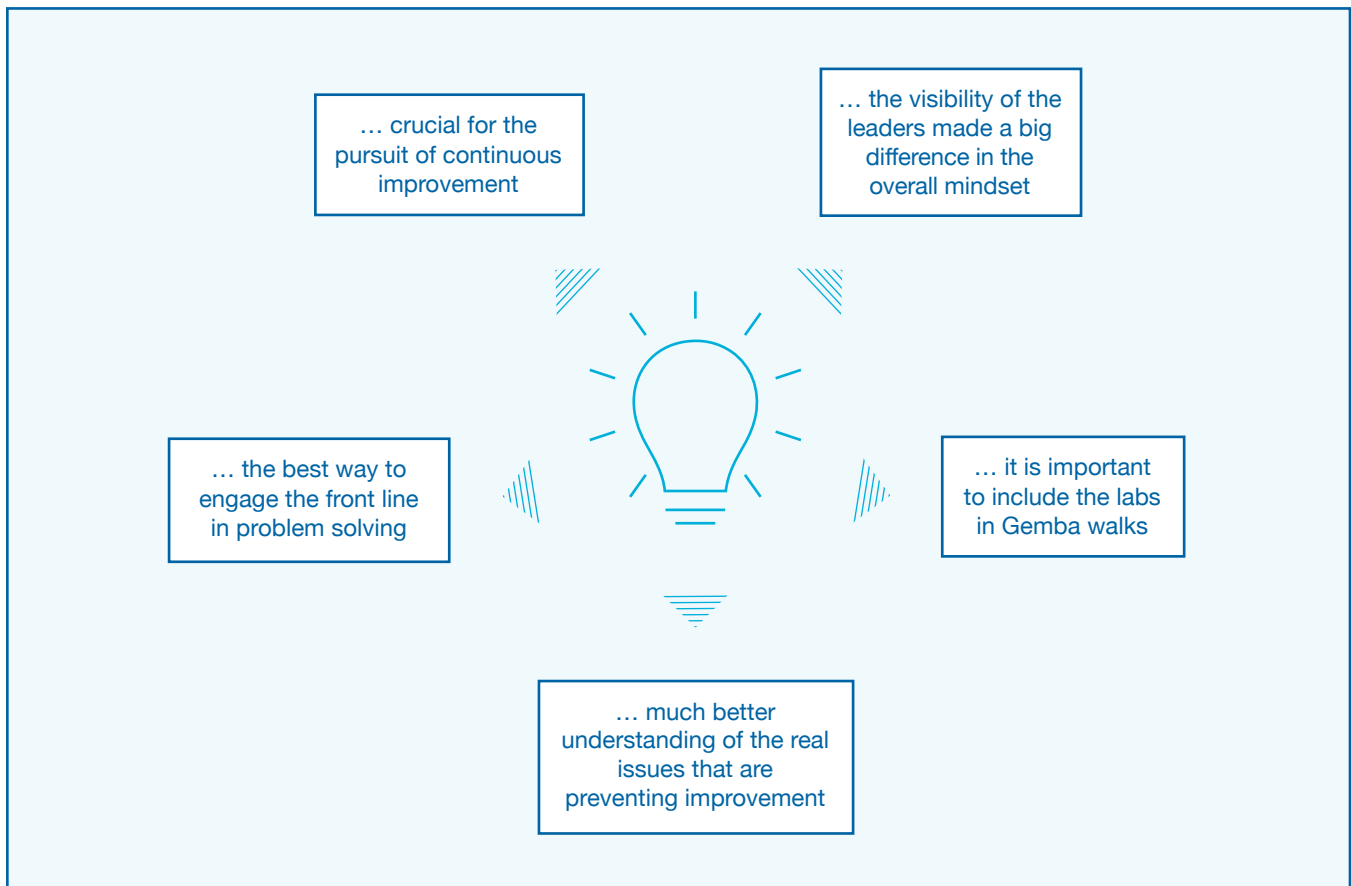 … crucial for the
pursuit of continuous
improvement
… the visibility of the
leaders made a big
difference in the
overall mindset
… the best way to
engage the front line
in problem solving
… it is important
to include the labs
in Gemba walks
… much better
understanding of the real
issues that are
preventing improvement